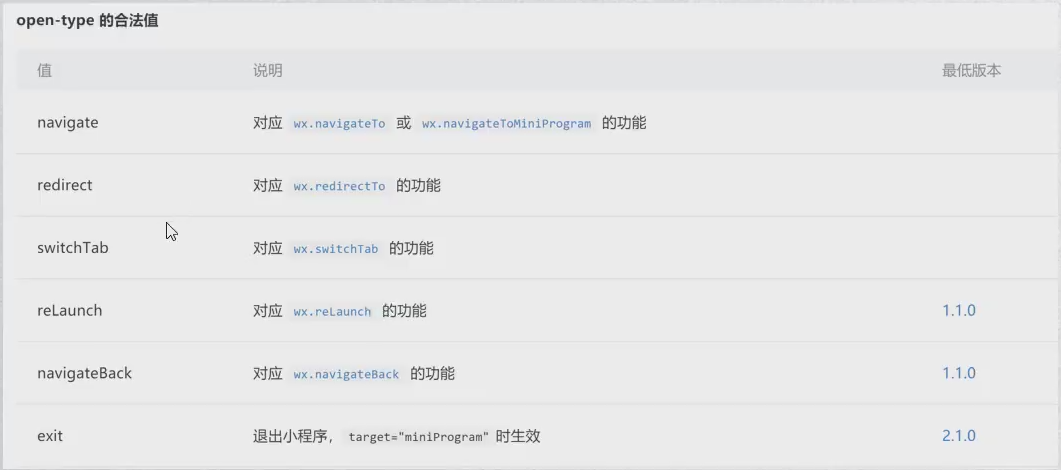 open-type 的合法值
值 说明 最低版本
navigate 对应 wx.navigateTo 或 wx.navigateToMiniProgram 的功能
redirect 对应 wx.redirectTo 的功能
switchTab 对应 wx.switchTab 的功能
reLaunch 对应 wx.reLaunch 的功能 1.1.0
navigateBack 对应 wx.navigateBack 的功能 1.1.0
exit 退出小程序， target="miniProgram" 时生效 2.1.0